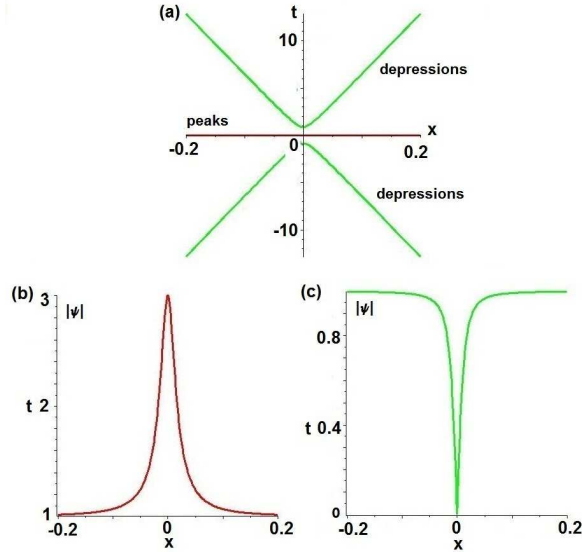 (a)
t
10
depressions
peaks
x
-0.2
0
0.2
depressions
-10
(b)
3
|ψ|
t 2
1
-0.2
0
0.2
x
(c)
|ψ|
0.8
t 0.4
0
-0.2
0
0.2
x